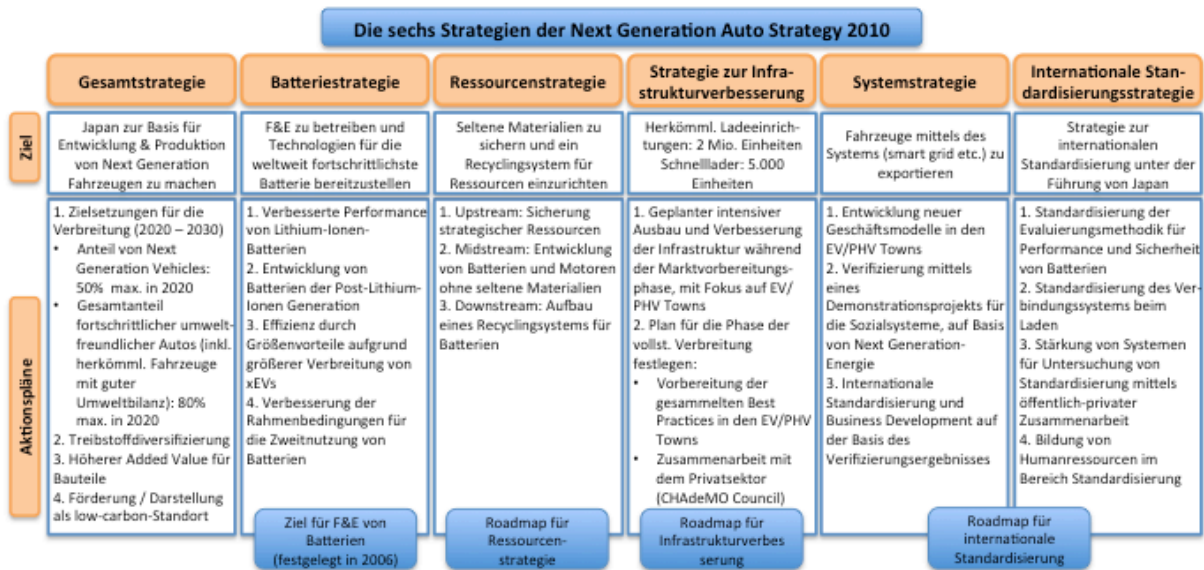 Die sechs Strategien der Next Generation Auto Strategy 2010
Gesamtstrategie
Batteriestrategie
Ressourcenstrategie
Strategie zur Infra-
strukturverbesserung
Systemstrategie
Internationale Stan-
dardisierungsstrategie
Ziel
Japan zur Basis für
Entwicklung & Produktion
von Next Generation
Fahrzeugen zu machen
F&E zu betreiben und
Technologien für die
weltweit fortschrittlichste
Batterie bereitzustellen
Seltene Materialien zu
sichern und ein
Recyclingsystem für
Ressourcen einzurichten
Herkömml. Ladeeinrich-
tungen: 2 Mio. Einheiten
Schnelllader: 5.000
Einheiten
Fahrzeuge mittels des
Systems (smart grid etc.) zu
exportieren
Strategie zur
internationalen
Standardisierung unter der
Führung von Japan
Aktionspläne
1. Zielsetzungen für die
Verbreitung (2020 – 2030)
• Anteil von Next
Generation Vehicles:
50% max. in 2020
• Gesamtanteil
fortschrittlicher umwelt-
freundlicher Autos (inkl.
herkömml. Fahrzeuge
mit guter
Umweltbilanz): 80%
max. in 2020
2. Treibstoffdiversifizierung
3. Höherer Added Value für
Bauteile
4. Förderung / Darstellung
als low-carbon-Standort
1. Verbesserte Performance
von Lithium-Ionen-
Batterien
2. Entwicklung von
Batterien der Post-Lithium-
Ionen Generation
3. Effizienz durch
Größenvorteile aufgrund
größerer Verbreitung von
xEVs
4. Verbesserung der
Rahmenbedingungen für
die Zweitnutzung von
Batterien
1. Upstream: Sicherung
strategischer Ressourcen
2. Midstream: Entwicklung
von Batterien und Motoren
ohne seltene Materialien
3. Downstream: Aufbau
eines Recyclingsystems für
Batterien
1. Geplanter intensiver
Ausbau und Verbesserung
der Infrastruktur während
der Marktvorbereitungs-
phase, mit Fokus auf EV/
PHV Towns
2. Plan für die Phase der
vollst. Verbreitung
festlegen:
• Vorbereitung der
gesammelten Best
Practices in den EV/PHV
Towns
• Zusammenarbeit mit
dem Privatsektor
(CHAdeMO Council)
1. Entwicklung neuer
Geschäftsmodelle in den
EV/PHV Towns
2. Verifizierung mittels
eines
Demonstrationsprojekts für
die Sozialsysteme, auf Basis
von Next Generation-
Energie
3. Internationale
Standardisierung und
Business Development auf
der Basis des
Verifizierungsergebnisses
1. Standardisierung der
Evaluierungsmethodik für
Performance und Sicherheit
von Batterien
2. Standardisierung des Ver-
bindungssystems beim
Laden
3. Stärkung von Systemen
für Untersuchung von
Standardisierung mittels
öffentlich-privater
Zusammenarbeit
4. Bildung von
Humanressourcen im
Bereich Standardisierung
Ziel für F&E von
Batterien
(festgelegt in 2006)
Roadmap für
Ressourcen-
strategie
Roadmap für
Infrastrukturverbes
serung
Roadmap für
internationale
Standardisierung